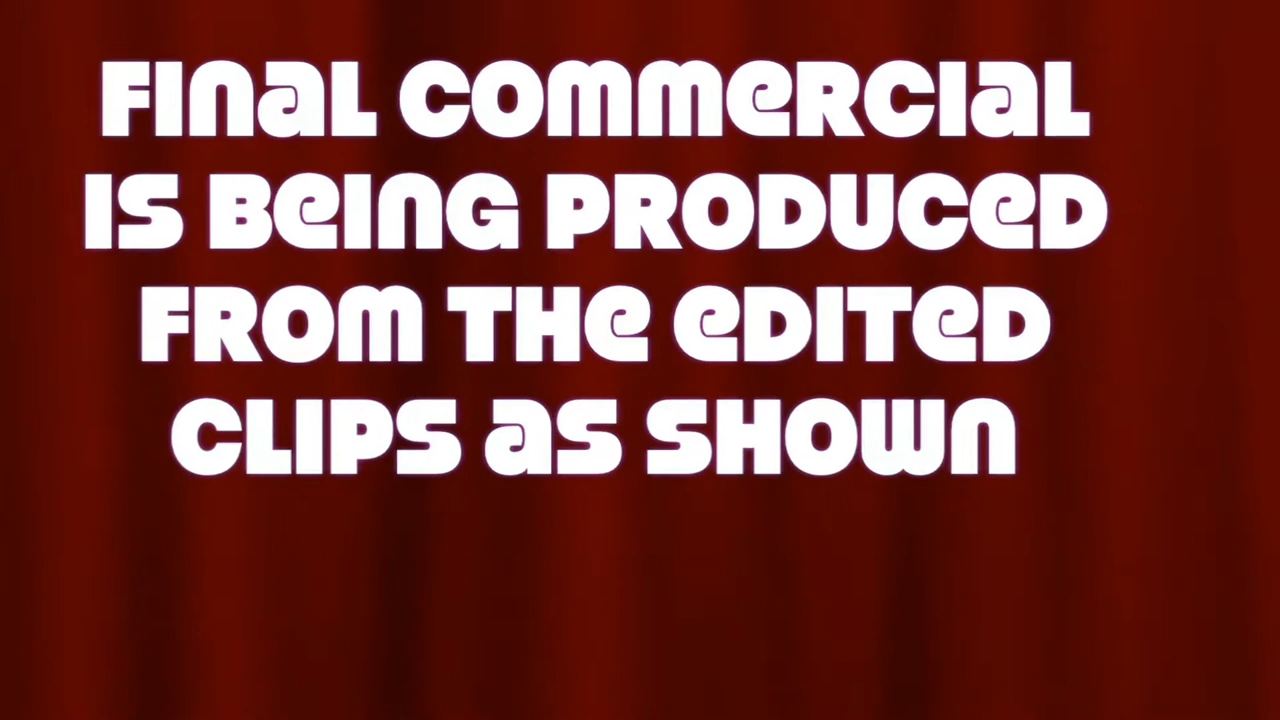 FINAL COMMERCIAL
IS BEING PRODUCED
FROM THE EDITED
CLIPS AS SHOWN